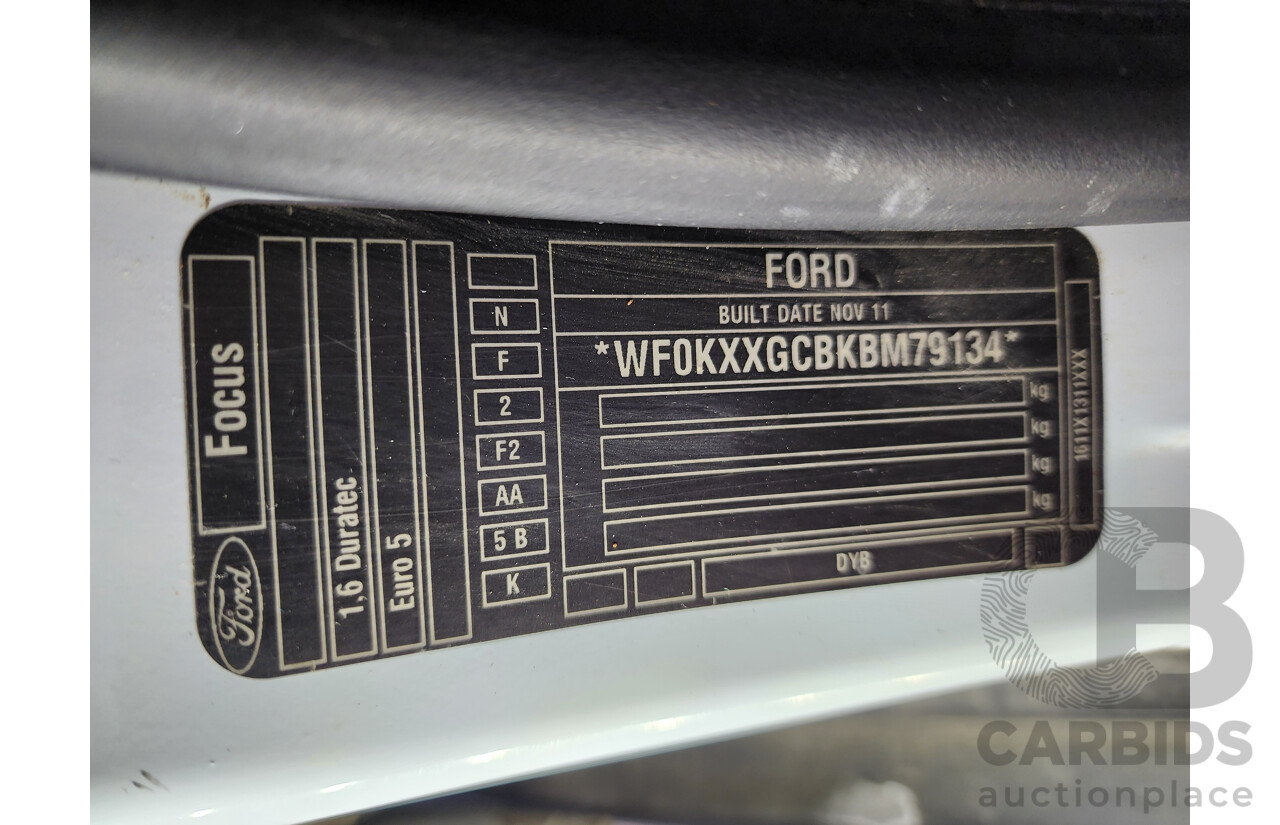 FORD
BUILT DATE NOV 11
*WF0KXXGCBKBM79134*
kg
kg
kg
kg
DYB
1611X1311XXX
N
F
2
F2
AA
5 B
K
Focus
1,6 Duratec
Euro 5
Ford
CB
CARBIDS
auctionplace